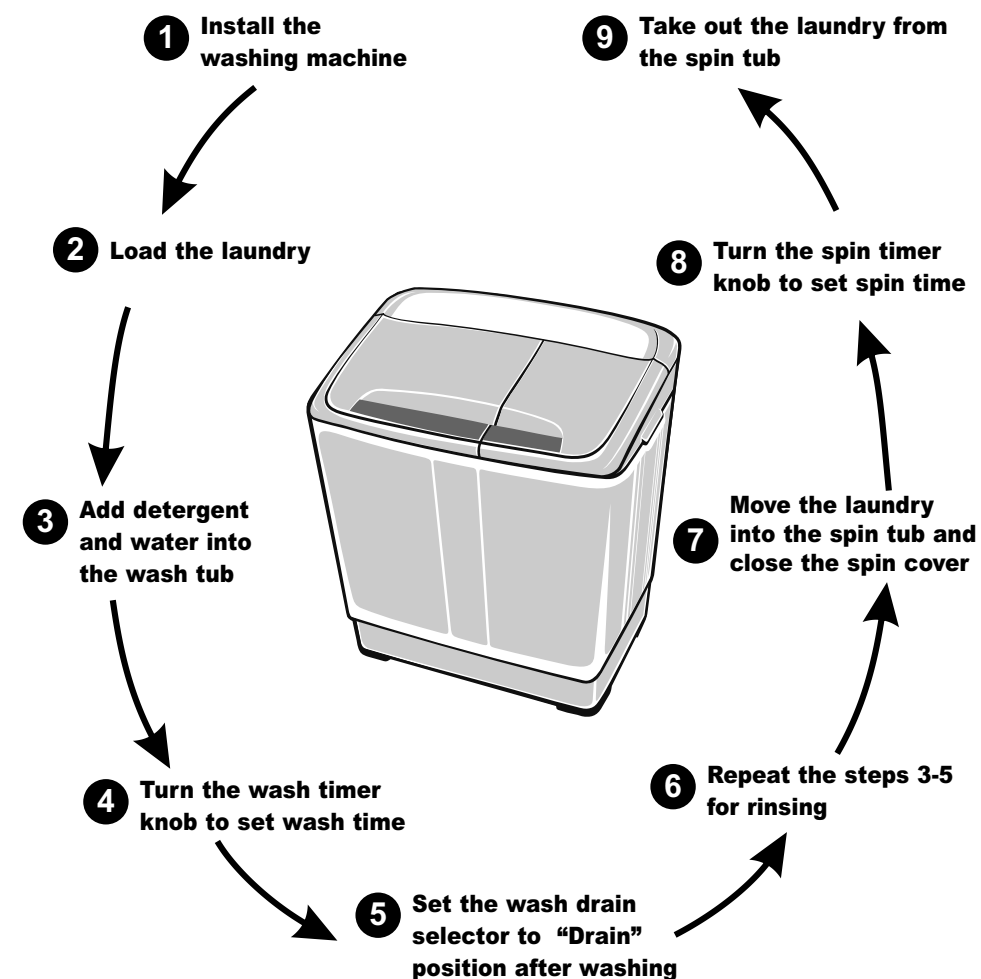 1 Install the
washing machine
2 Load the laundry
3 Add detergent
and water into
the wash tub
4 Turn the wash timer
knob to set wash time
5 Set the wash drain
selector to “Drain”
position after washing
6 Repeat the steps 3-5
for rinsing
7 Move the laundry
into the spin tub and
close the spin cover
8 Turn the spin timer
knob to set spin time
9 Take out the laundry from
the spin tub